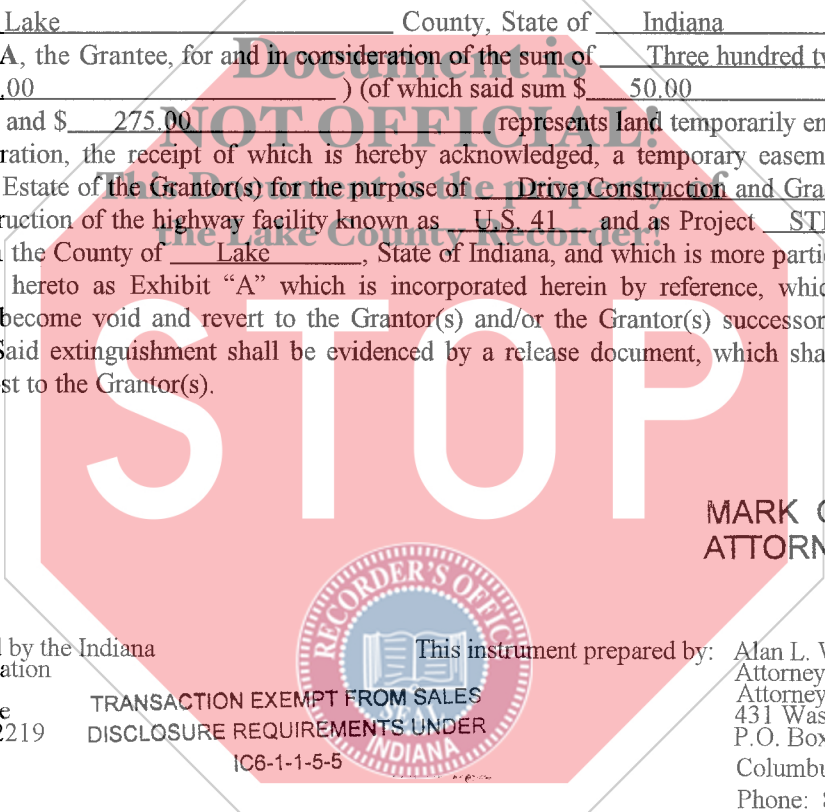 Lake County, State of Indiana
A, the Grantee, for and in consideration of the sum of Three hundred tw
.00 ) (of which said sum $ 50.00
and $ 275.00 represents land temporarily en
ration, the receipt of which is hereby acknowledged, a temporary easem
Estate of the Grantor(s) for the purpose of Drive Construction and Gra
ruction of the highway facility known as U.S. 41 and as Project ST
the County of Lake , State of Indiana, and which is more parti
hereto as Exhibit “A” which is incorporated herein by reference, whic
become void and revert to the Grantor(s) and/or the Grantor(s) successor
Said extinguishment shall be evidenced by a release document, which sha
st to the Grantor(s).
Document is
NOT OFFICIAL!
This Document is the property of
the Lake County Recorder!
STOP
MARK
ATTORN
RECORDER'S OFFIC
SEAL
INDIANA
by the Indiana
ation
e
2219
TRANSACTION EXEMPT FROM SALES
DISCLOSURE REQUIREMENTS UNDER
IC6-1-1-5-5
This instrument prepared by: Alan L. W
Attorney
Attorney
431 Was
P.O. Box
Columbu
Phone: